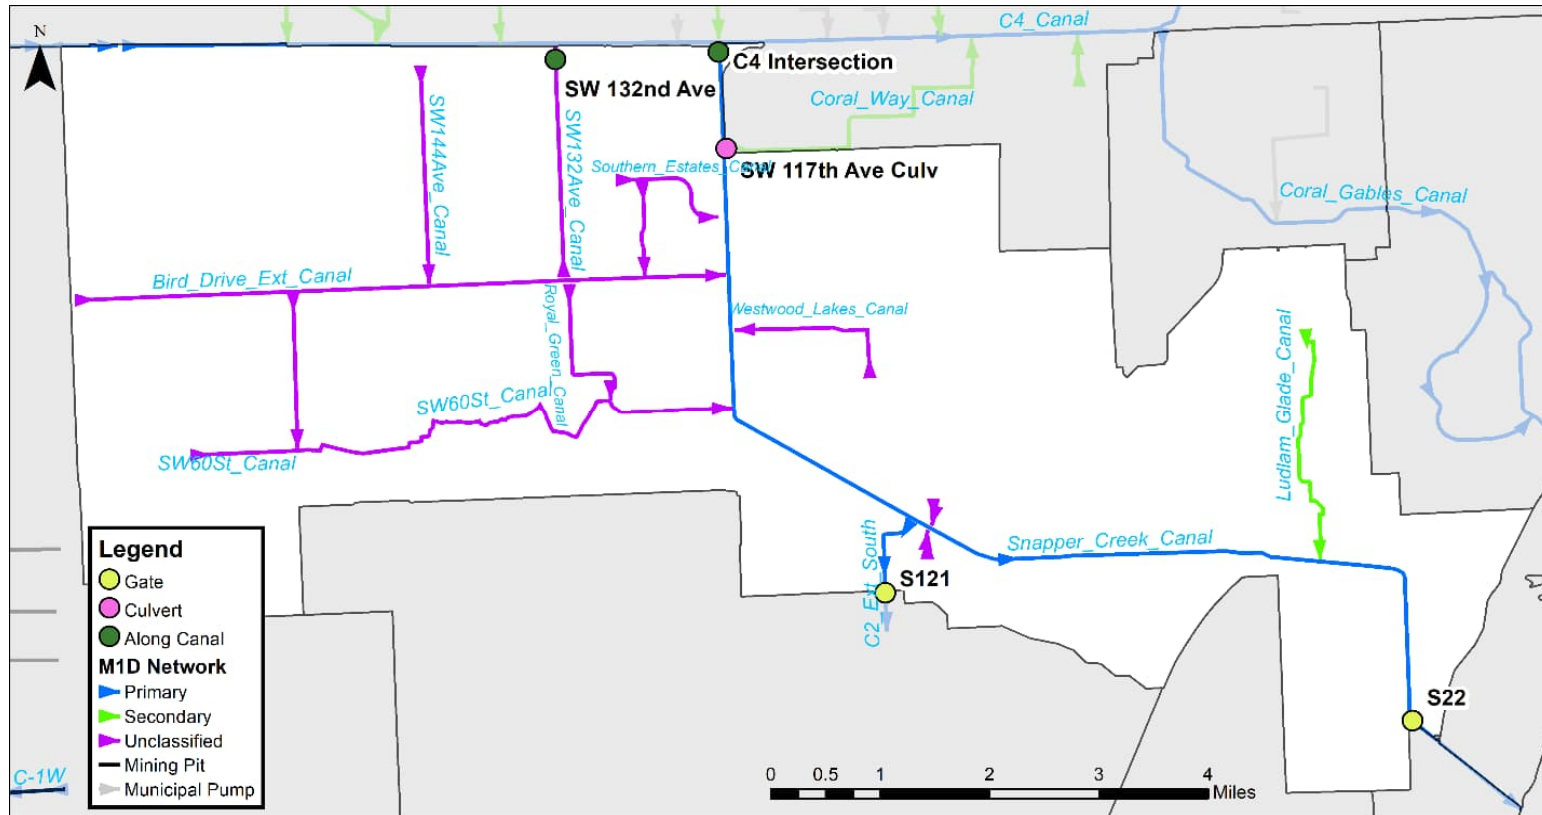 N
C4_Canal
C4 Intersection
SW 132nd Ave
Coral_Way_Canal
SW144Ave_Canal
SW132Ave_Canal
Southern_Estates_Canal
SW 117th Ave Culv
Coral_Gables_Canal
Bird_Drive_Ext_Canal
Royal_Green_Canal
Westwood_Lakes_Canal
Ludlam_Glade_Canal
SW60St_Canal
SW60St_Canal
C2_Ext_South
Snapper_Creek_Canal
S121
S22
Legend
Gate
Culvert
Along Canal
M1D Network
Primary
Secondary
Unclassified
Mining Pit
Municipal Pump
C-1W
0 0.5 1 2 3 4
Miles